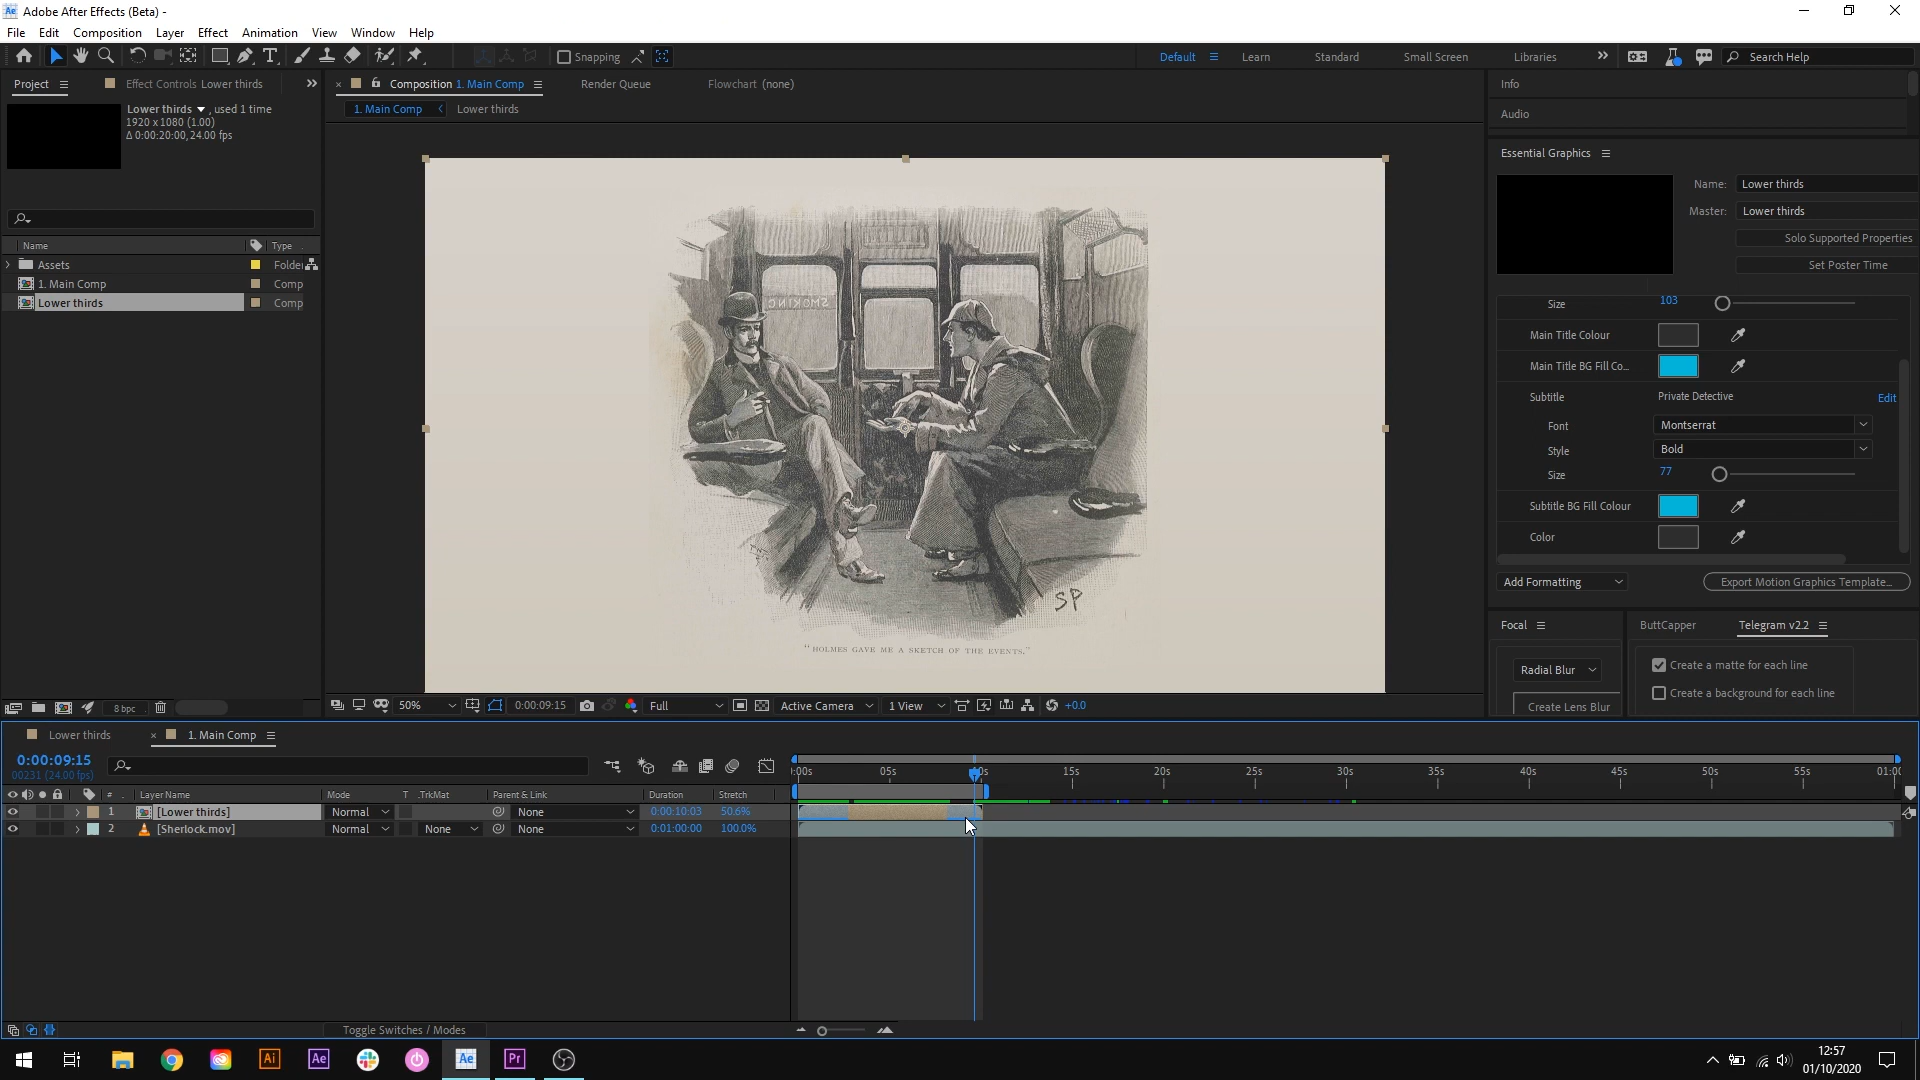 Adobe After Effects (Beta) -
File Edit Composition Layer Effect Animation View Window Help
Snapping
Default Learn Standard Small Screen Libraries Search Help
Project Effect Controls Lower thirds
Composition 1. Main Comp Render Queue Flowchart (none)
1. Main Comp Lower thirds
Lower thirds , used 1 time
1920 x 1080 (1.00)
Δ 0:00:20:00, 24.00 fps
Name Type
Assets Folder
1. Main Comp Comp
Lower thirds Comp
SMOKING
SP
"HOLMES GAVE ME A SKETCH OF THE EVENTS."
Info
Audio
Essential Graphics
Name: Lower thirds
Master: Lower thirds
Solo Supported Properties
Set Poster Time
Size 103
Main Title Colour
Main Title BG Fill Co...
Subtitle Private Detective Edit
Font Montserrat
Style Bold
Size 77
Subtitle BG Fill Colour
Color
Add Formatting Export Motion Graphics Template...
Focal ButtCapper Telegram v2.2
Radial Blur
Create Lens Blur
Create a matte for each line
Create a background for each line
8 bpc
50% 0:00:09:15 Full Active Camera 1 View +0.0
Lower thirds 1. Main Comp
0:00:09:15
00231 (24.00 fps)
:00s 05s 0s 15s 20s 25s 30s 35s 40s 45s 50s 55s 01:00
# Layer Name Mode T .TrkMat Parent & Link Duration Stretch
1 [Lower thirds] Normal None 0:00:10:03 50.6%
2 [Sherlock.mov] Normal None None 0:01:00:00 100.0%
Toggle Switches / Modes
Ai Ae Ae Pr
12:57
01/10/2020